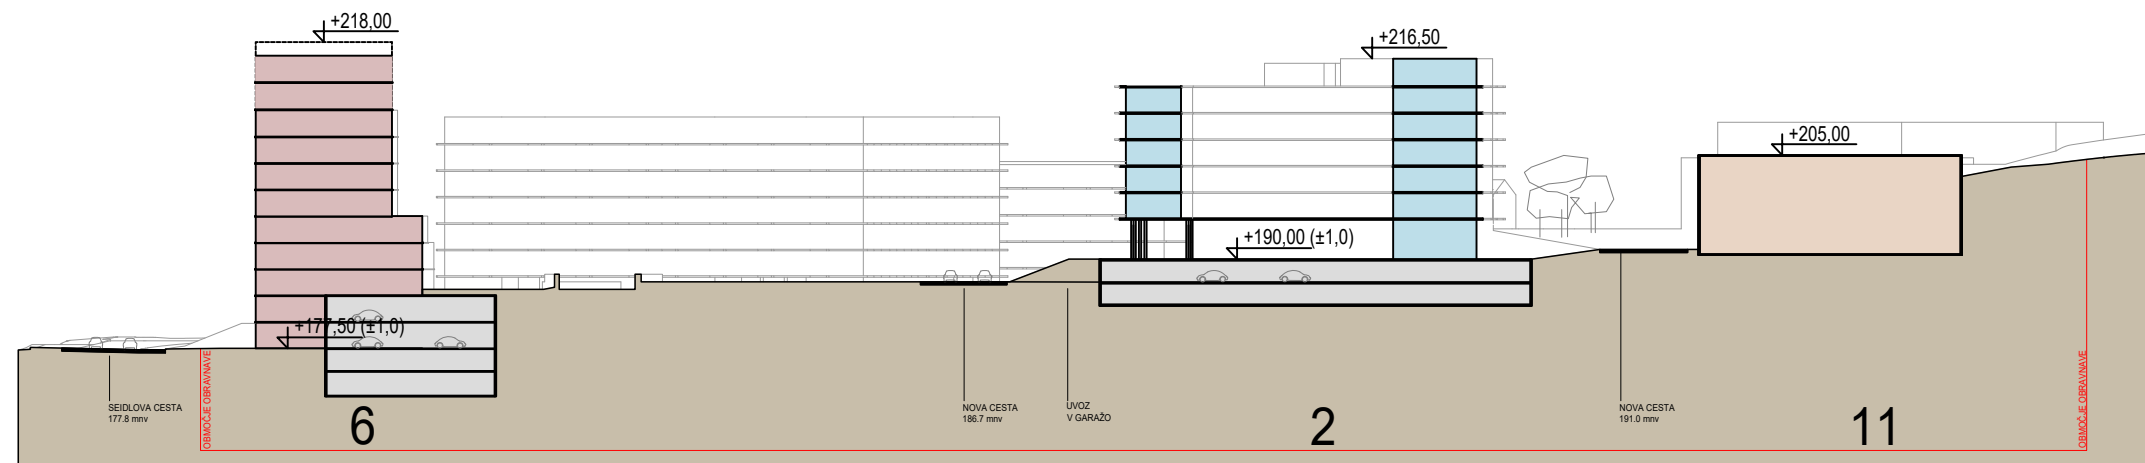 +218,00
+216,50
+205,00
+190,00 (±1,0)
+177,50 (±1,0)
OBMOČJE OBRAVNAVE
SEIDLOVA CESTA
177.8 mnv
NOVA CESTA
186.7 mnv
UVOZ
V GARAŽO
NOVA CESTA
191.0 mnv
OBMOČJE OBRAVNAVE
6
2
11